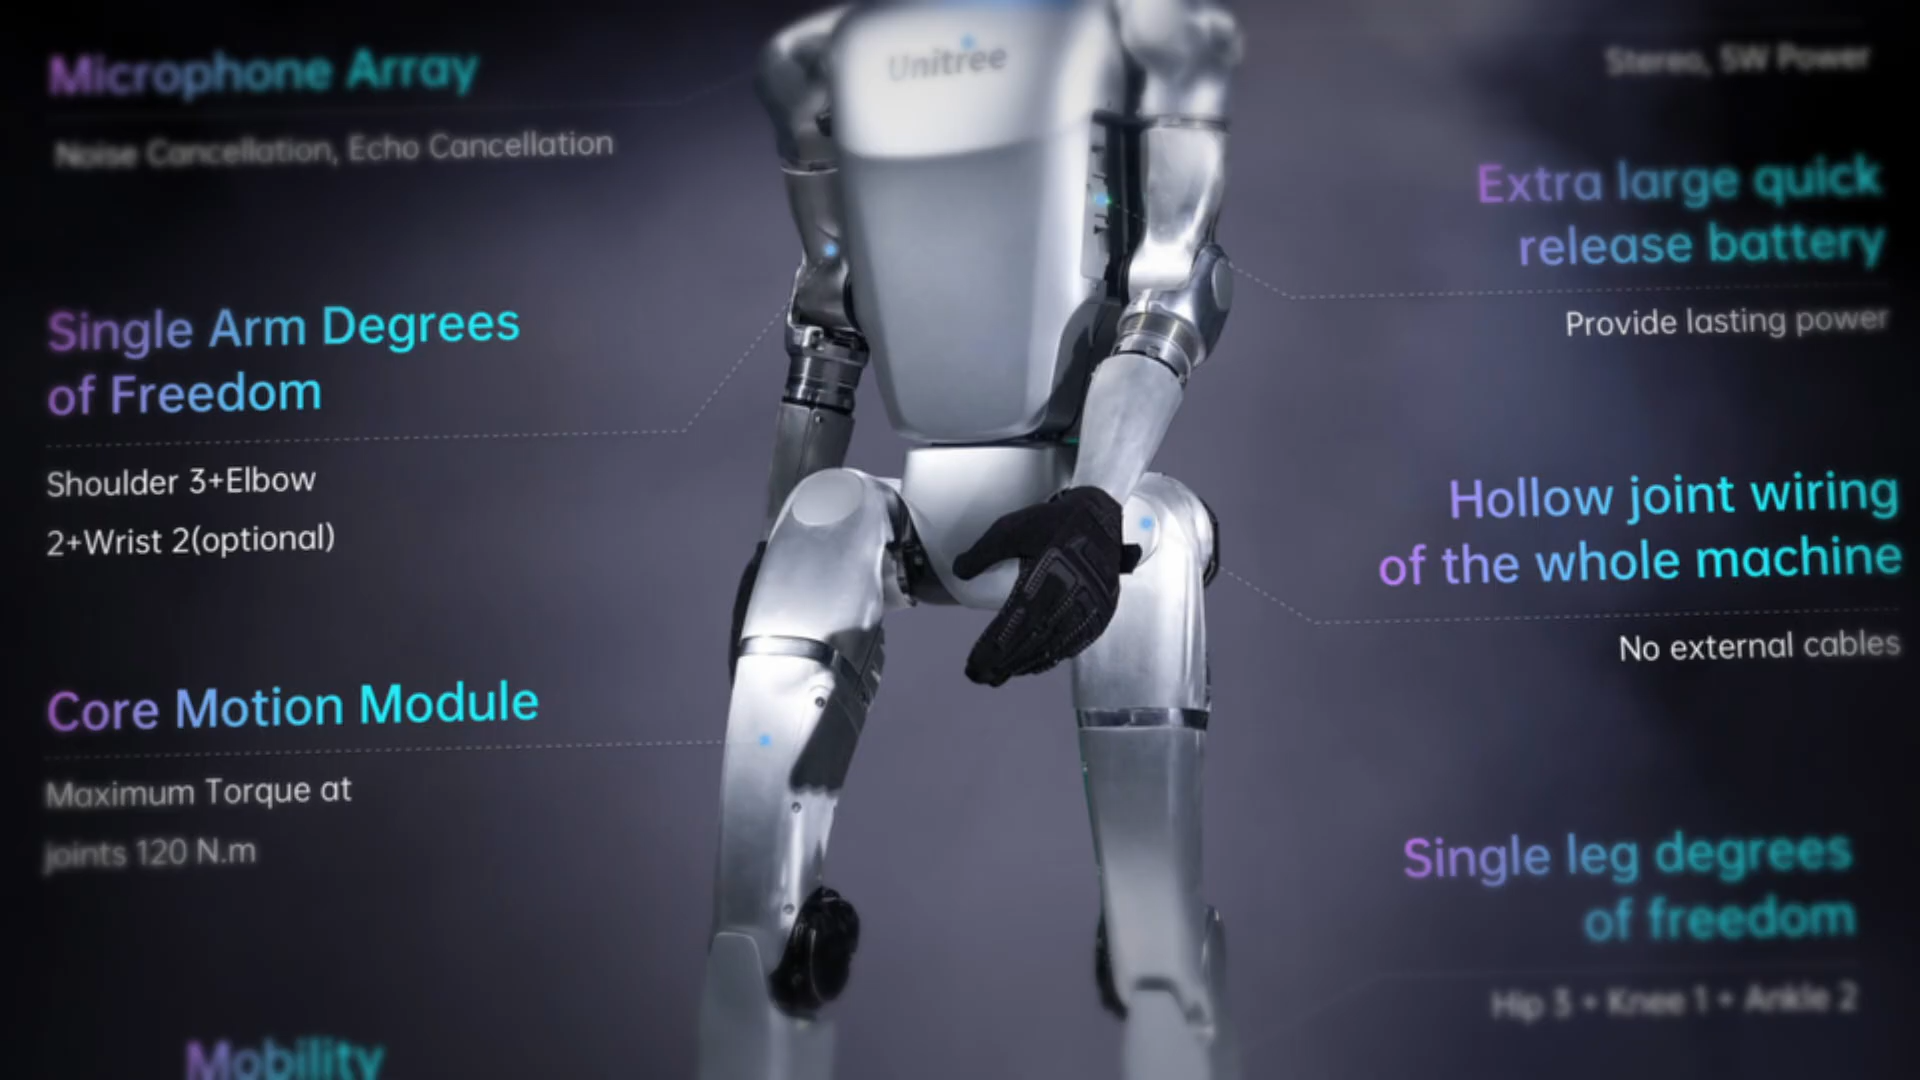 Microphone Array
Noise Cancellation, Echo Cancellation
Single Arm Degrees
of Freedom
Shoulder 3+Elbow
2+Wrist 2(optional)
Core Motion Module
Maximum Torque at
joints 120 N.m
Mobility
Unitree
Stereo, 5W Power
Extra large quick
release battery
Provide lasting power
Hollow joint wiring
of the whole machine
No external cables
Single leg degrees
of freedom
Hip 3 + Knee 1 + Ankle 2